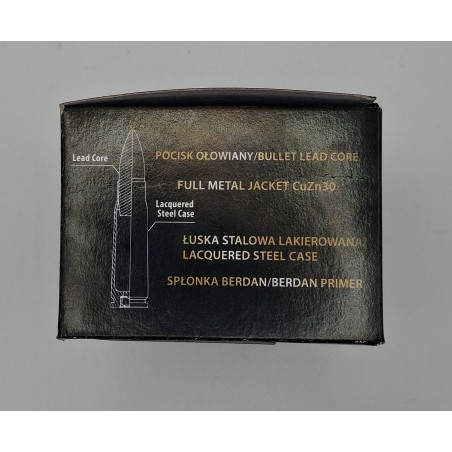 Lead Core
POCISK OŁOWIANY/BULLET LEAD CORE
FULL METAL JACKET CuZn30
Lacquered
Steel Case
ŁUSKA STALOWA LAKIEROWANA/
LACQUERED STEEL CASE
SPŁONKA BERDAN/BERDAN PRIMER